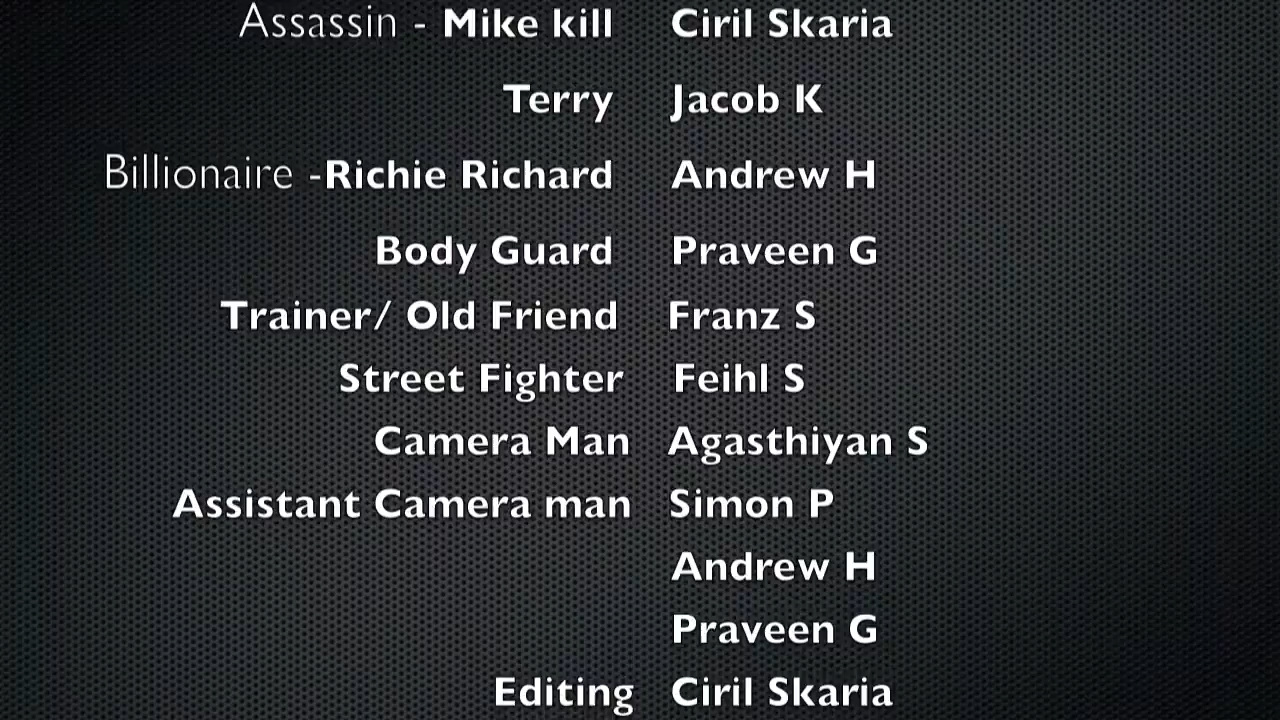 Assassin - Mike kill Ciril Skaria
Terry Jacob K
Billionaire -Richie Richard Andrew H
Body Guard Praveen G
Trainer/ Old Friend Franz S
Street Fighter Feihl S
Camera Man Agasthiyan S
Assistant Camera man Simon P
Andrew H
Praveen G
Editing Ciril Skaria